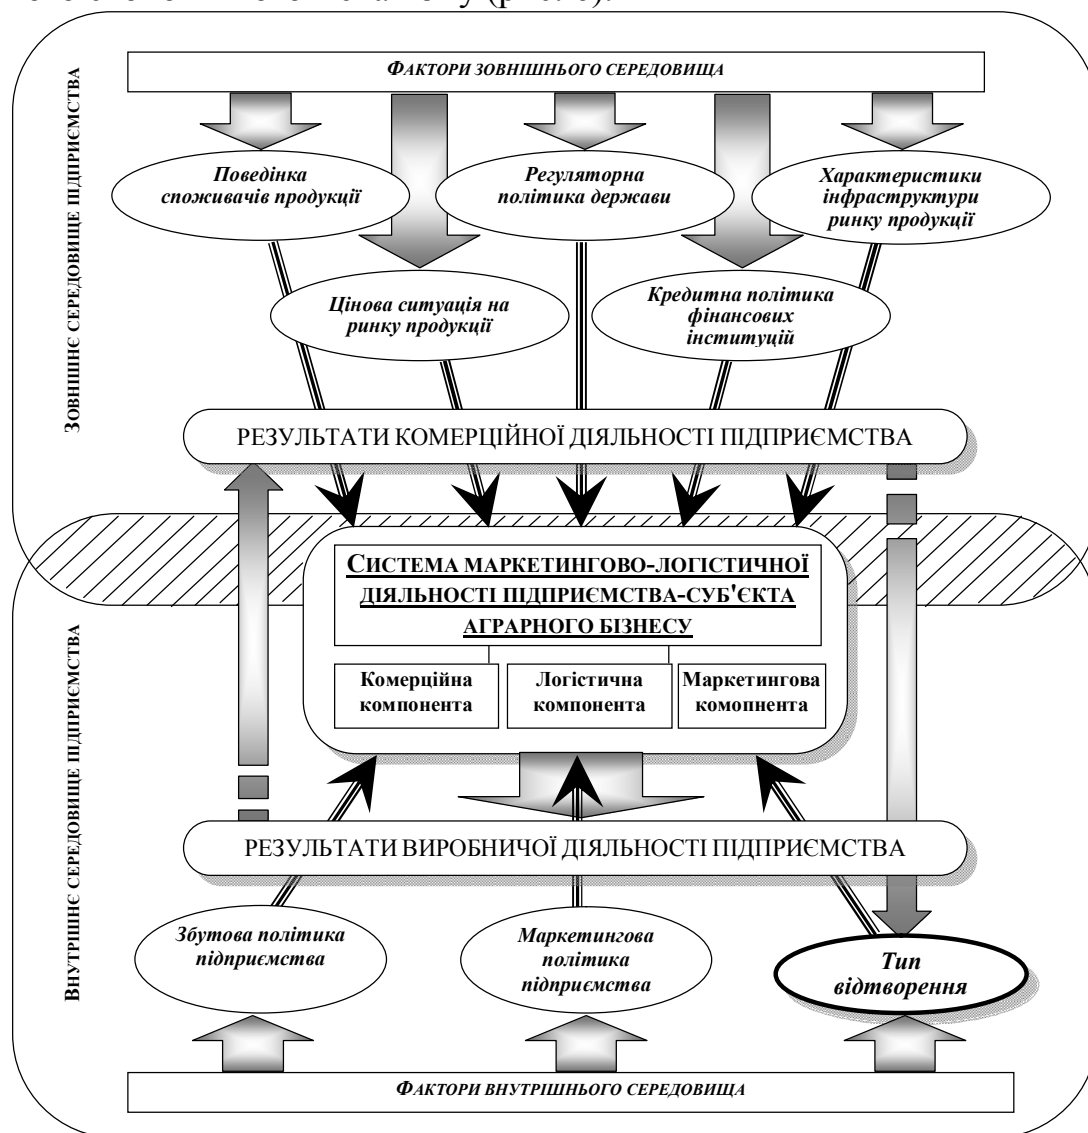 ФАКТОРИ ЗОВНІШНЬОГО СЕРЕДОВИЩА
ЗОВНІШНЄ СЕРЕДОВИЩЕ ПІДПРИЄМСТВА
Поведінка
споживачів продукції
Регуляторна
політика держави
Характеристики
інфраструктури
ринку продукції
Цінова ситуація на
ринку продукції
Кредитна політика
фінансових
інституцій
РЕЗУЛЬТАТИ КОМЕРЦІЙНОЇ ДІЯЛЬНОСТІ ПІДПРИЄМСТВА
СИСТЕМА МАРКЕТИНГОВО-ЛОГІСТИЧНОЇ
ДІЯЛЬНОСТІ ПІДПРИЄМСТВА-СУБ'ЄКТА
АГРАРНОГО БІЗНЕСУ
Комерційна
компонента
Логістична
компонента
Маркетингова
комопнента
ВНУТРІШНЄ СЕРЕДОВИЩЕ ПІДПРИЄМСТВА
РЕЗУЛЬТАТИ ВИРОБНИЧОЇ ДІЯЛЬНОСТІ ПІДПРИЄМСТВА
Збутова політика
підприємства
Маркетингова
політика
підприємства
Тип
відтворення
ФАКТОРИ ВНУТРІШНЬОГО СЕРЕДОВИЩА